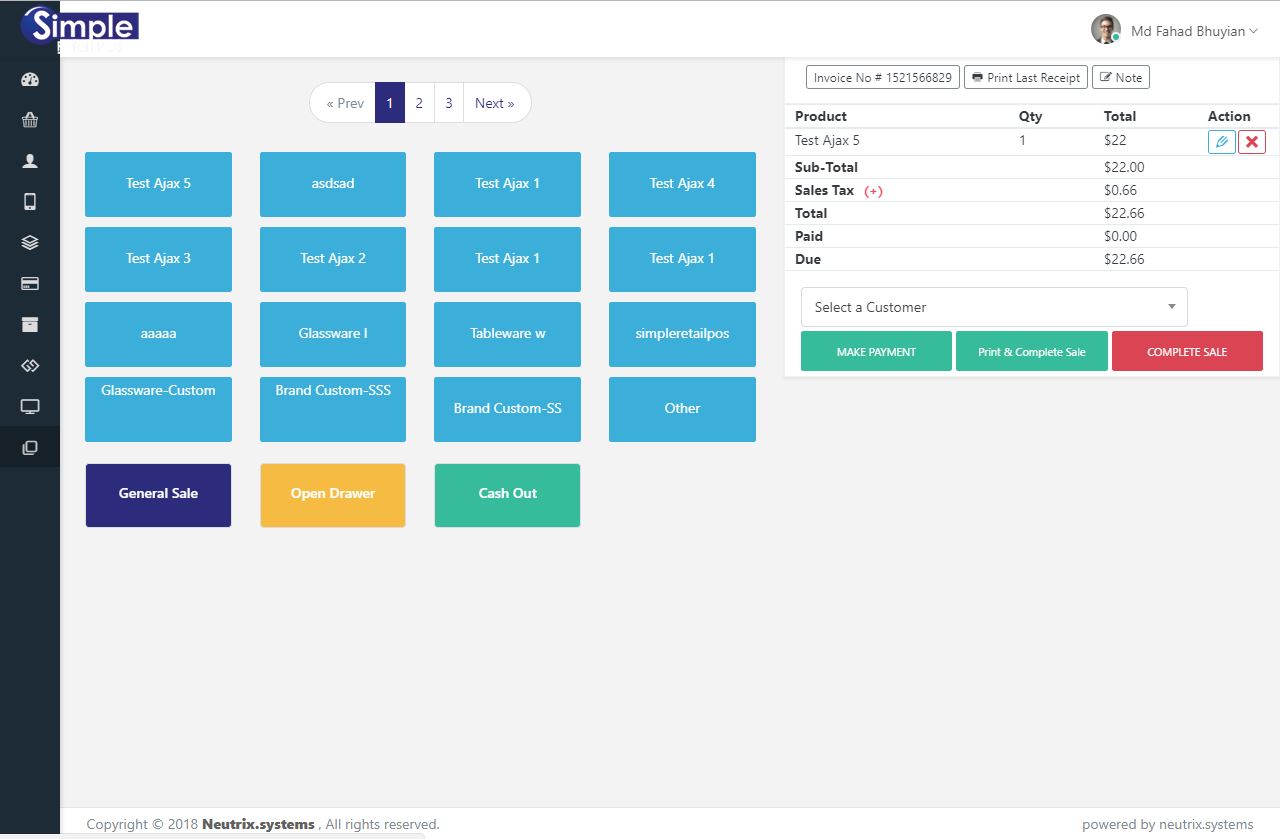 Simple
Md Fahad Bhuyian
« Prev 1 2 3 Next »
Test Ajax 5 asdsad Test Ajax 1 Test Ajax 4
Test Ajax 3 Test Ajax 2 Test Ajax 1 Test Ajax 1
aaaaa Glassware l Tableware w simpleretailpos
Glassware-Custom Brand Custom-SSS Brand Custom-SS Other
General Sale Open Drawer Cash Out
Invoice No # 1521566829 Print Last Receipt Note
Product Qty Total Action
Test Ajax 5 1 $22
Sub-Total $22.00
Sales Tax (+) $0.66
Total $22.66
Paid $0.00
Due $22.66
Select a Customer
MAKE PAYMENT Print & Complete Sale COMPLETE SALE
Copyright © 2018 Neutrix.systems , All rights reserved. powered by neutrix.systems